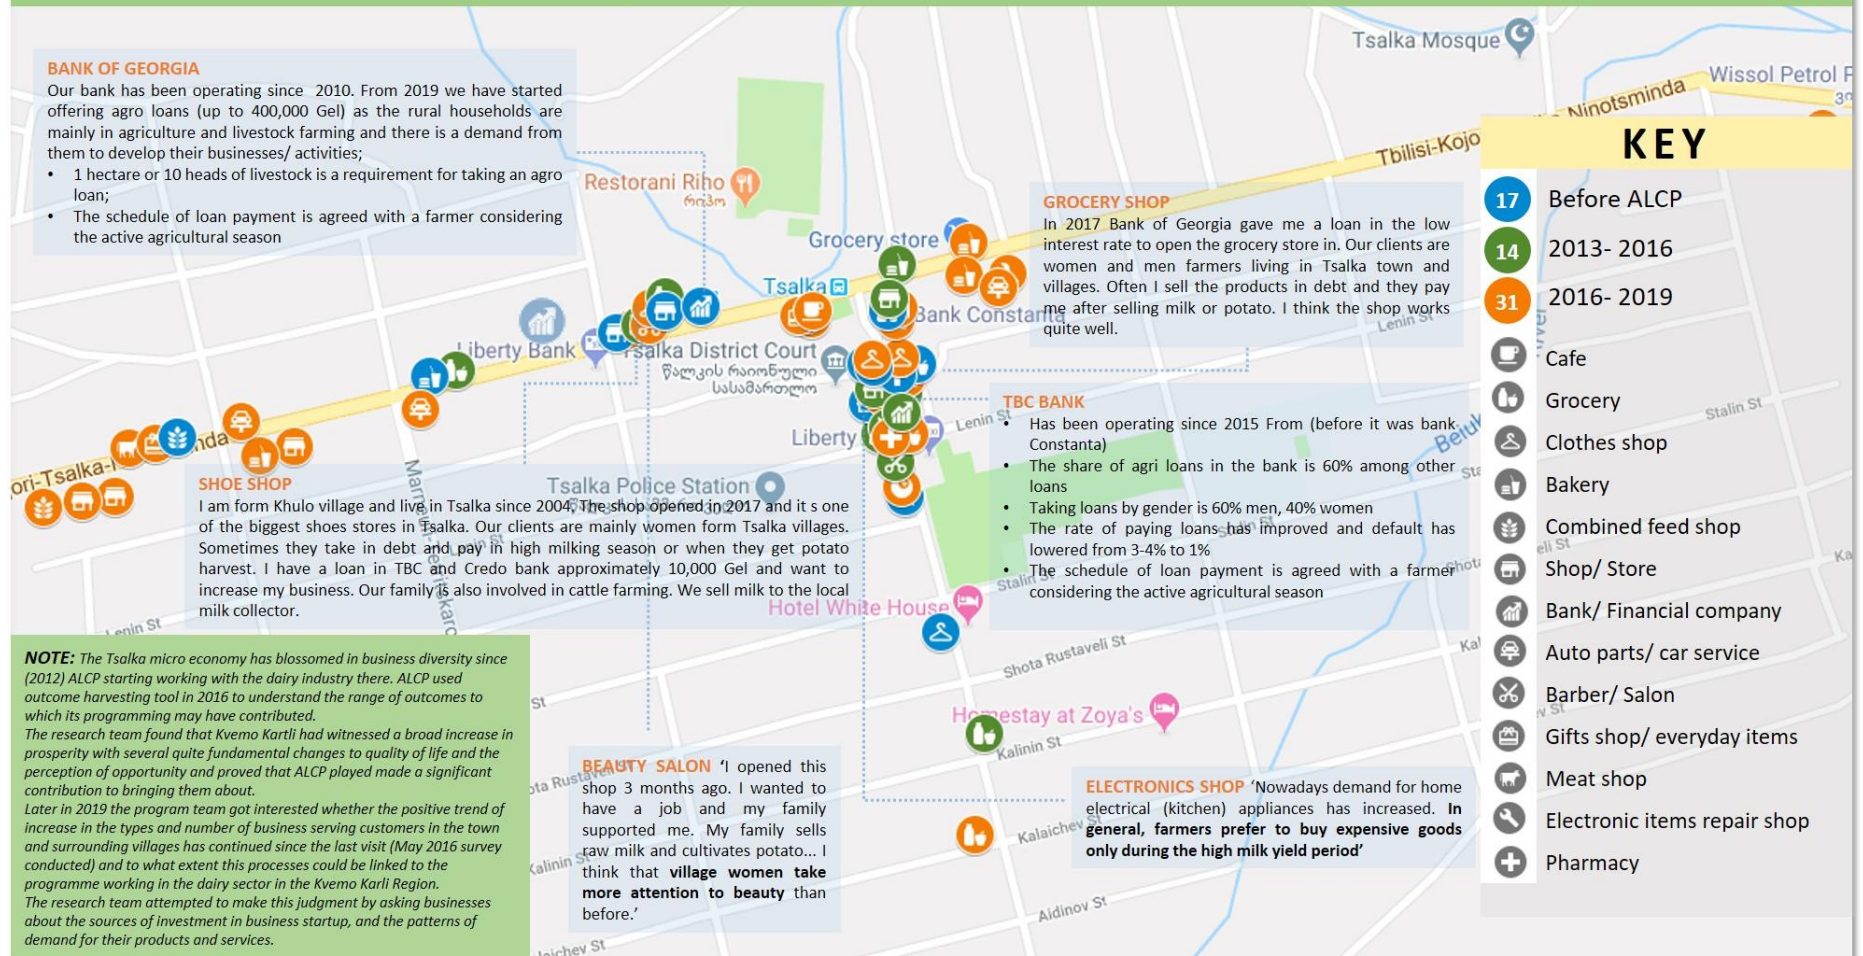 BANK OF GEORGIA
Our bank has been operating since 2010. From 2019 we have started
offering agro loans (up to 400,000 Gel) as the rural households are
mainly in agriculture and livestock farming and there is a demand from
them to develop their businesses/ activities;
• 1 hectare or 10 heads of livestock is a requirement for taking an agro
loan;
• The schedule of loan payment is agreed with a farmer considering
the active agricultural season
Tsalka Mosque
Wissol Petrol
Ninotsminda
Tbilisi-Kojo
Restorani Riho
რიჰო
Grocery store
Tsalka
Bank Constanta
Liberty Bank
Tsalka District Court
წალკის რაიონული
სასამართლო
Liberty
Lenin St
GROCERY SHOP
In 2017 Bank of Georgia gave me a loan in the low
interest rate to open the grocery store in. Our clients are
women and men farmers living in Tsalka town and
villages. Often I sell the products in debt and they pay
me after selling milk or potato. I think the shop works
quite well.
Lenin St
TBC BANK
• Has been operating since 2015 From (before it was bank
Constanta)
• The share of agri loans in the bank is 60% among other
loans
• Taking loans by gender is 60% men, 40% women
• The rate of paying loans has improved and default has
lowered from 3-4% to 1%
• The schedule of loan payment is agreed with a farmer
considering the active agricultural season
KEY
17 Before ALCP
14 2013- 2016
31 2016- 2019
Cafe
Grocery
Clothes shop
Bakery
Combined feed shop
Shop/ Store
Bank/ Financial company
Auto parts/ car service
Barber/ Salon
Gifts shop/ everyday items
Meat shop
Electronic items repair shop
Pharmacy
Stalin St
ori-Tsalka-
nda
Tsalka Police Station
SHOE SHOP
I am form Khulo village and live in Tsalka since 2004. The shop opened in 2017 and it s one
of the biggest shoes stores in Tsalka. Our clients are mainly women form Tsalka villages.
Sometimes they take in debt and pay in high milking season or when they get potato
harvest. I have a loan in TBC and Credo bank approximately 10,000 Gel and want to
increase my business. Our family is also involved in cattle farming. We sell milk to the local
milk collector.
Lenin St
Hotel White House
Stalin St
Shota Rustaveli St
Homestay at Zoya's
Kalinin St
Kalaichev St
Aidinov St
NOTE: The Tsalka micro economy has blossomed in business diversity since
(2012) ALCP starting working with the dairy industry there. ALCP used
outcome harvesting tool in 2016 to understand the range of outcomes to
which its programming may have contributed.
The research team found that Kvemo Kartli had witnessed a broad increase in
prosperity with several quite fundamental changes to quality of life and the
perception of opportunity and proved that ALCP played made a significant
contribution to bringing them about.
Later in 2019 the program team got interested whether the positive trend of
increase in the types and number of business serving customers in the town
and surrounding villages has continued since the last visit (May 2016 survey
conducted) and to what extent this processes could be linked to the
programme working in the dairy sector in the Kvemo Karli Region.
The research team attempted to make this judgment by asking businesses
about the sources of investment in business startup, and the patterns of
demand for their products and services.
BEAUTY SALON ‘I opened this
shop 3 months ago. I wanted to
have a job and my family
supported me. My family sells
raw milk and cultivates potato... I
think that village women take
more attention to beauty than
before.’
ELECTRONICS SHOP ‘Nowadays demand for home
electrical (kitchen) appliances has increased. In
general, farmers prefer to buy expensive goods
only during the high milk yield period’